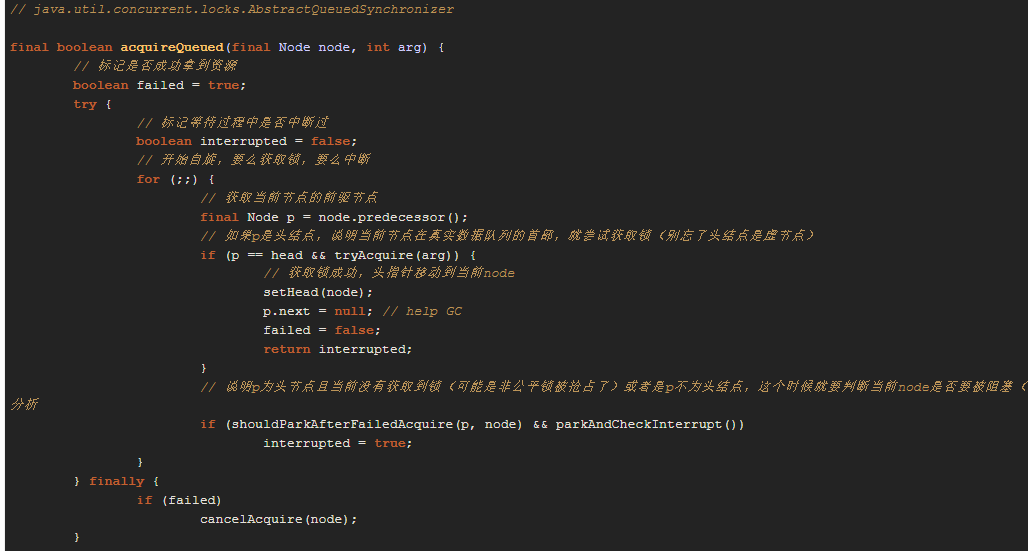 // java.util.concurrent.locks.AbstractQueuedSynchronizer
final boolean acquireQueued(final Node node, int arg) {
// 标记是否成功拿到资源
boolean failed = true;
try {
// 标记等待过程中是否中断过
boolean interrupted = false;
// 开始自旋，要么获取锁，要么中断
for (;;) {
// 获取当前节点的前驱节点
final Node p = node.predecessor();
// 如果p是头结点，说明当前节点在真实数据队列的首部，就尝试获取锁（别忘了头结点是虚节点）
if (p == head && tryAcquire(arg)) {
// 获取锁成功，头指针移动到当前node
setHead(node);
p.next = null; // help GC
failed = false;
return interrupted;
}
// 说明p为头节点且当前没有获取到锁（可能是非公平锁被抢占了）或者是p不为头结点，这个时候就要判断当前node是否要被阻塞（
分析
if (shouldParkAfterFailedAcquire(p, node) && parkAndCheckInterrupt())
interrupted = true;
}
} finally {
if (failed)
cancelAcquire(node);
}